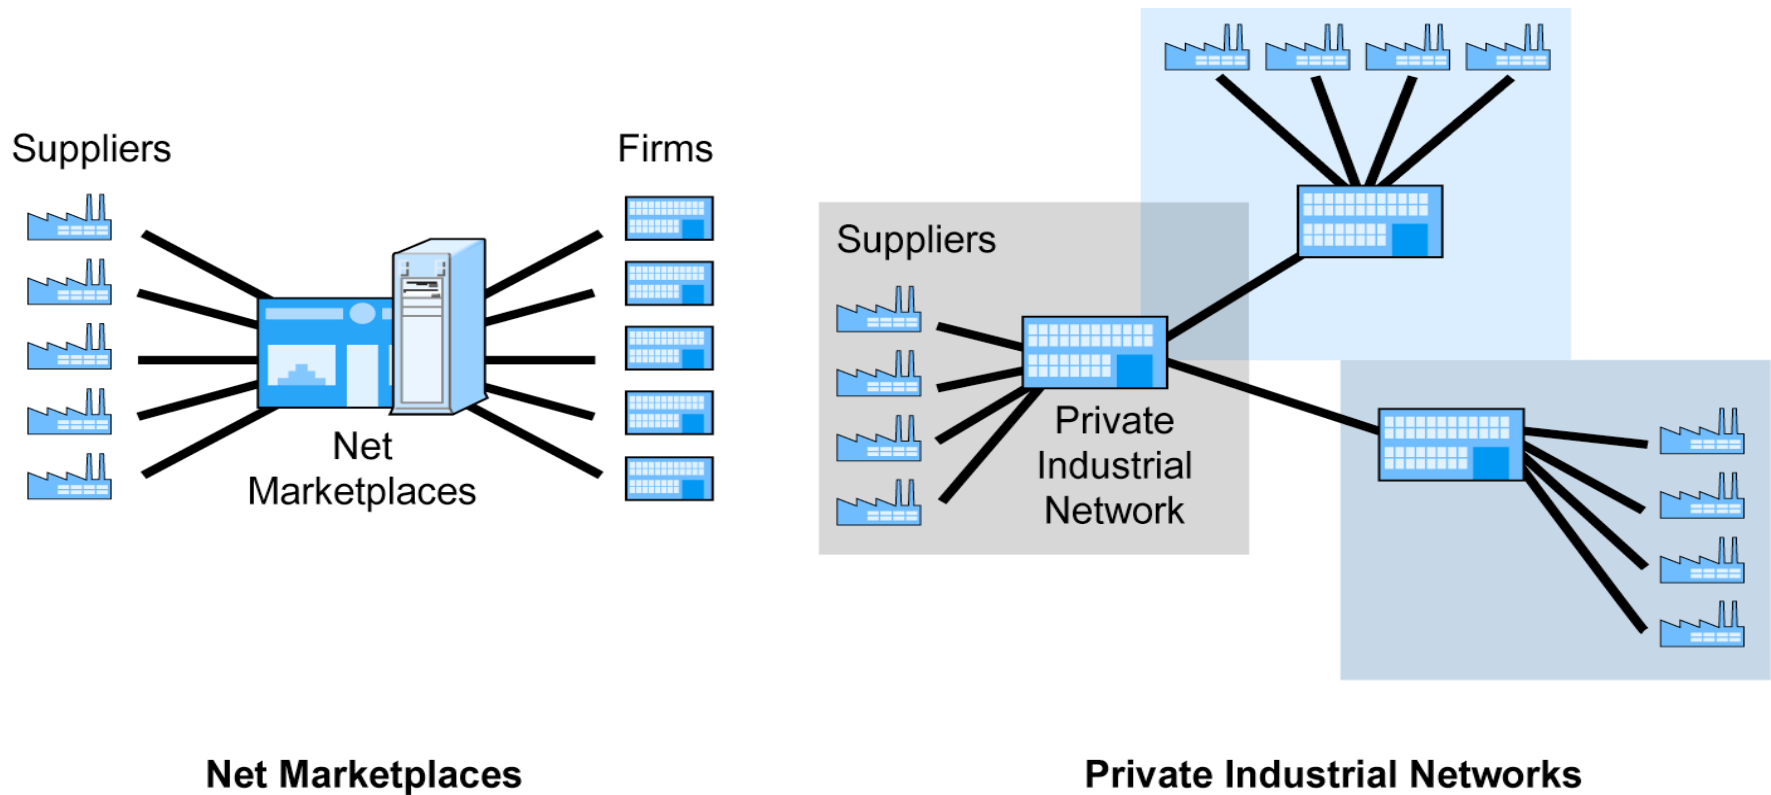 Suppliers
Firms
Net
Marketplaces
Suppliers
Private
Industrial
Network
Net Marketplaces
Private Industrial Networks